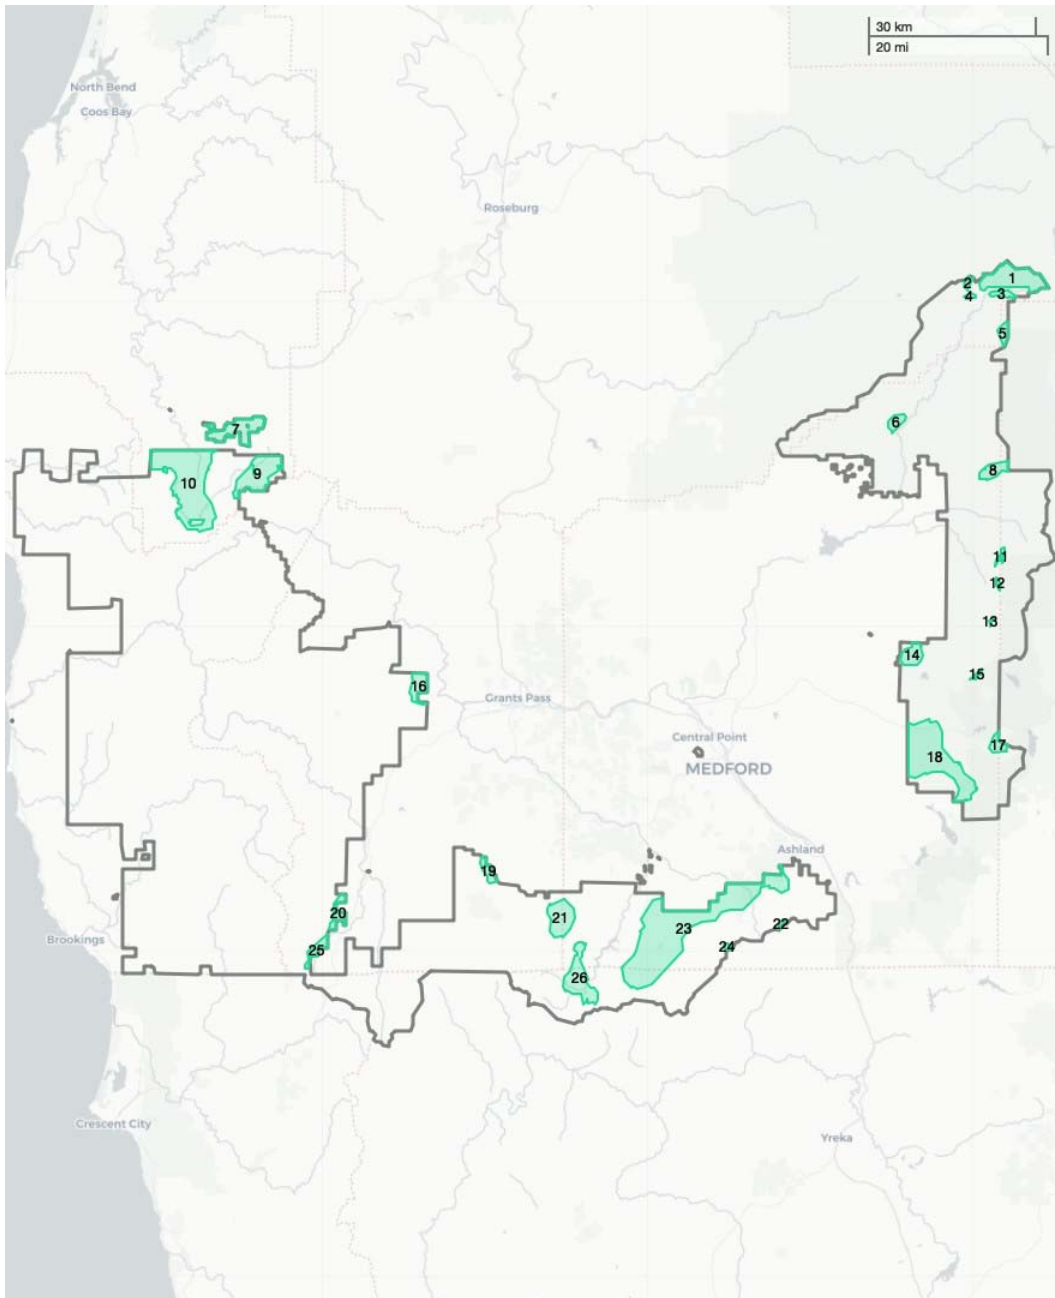 30 km
20 mi
North Bend
Coos Bay
Roseburg
1
2
3
4
5
6
7
8
9
10
11
12
13
14
15
16
Grants Pass
Central Point
MEDFORD
17
18
Ashland
19
20
21
22
23
24
25
Brookings
26
Crescent City
Yreka